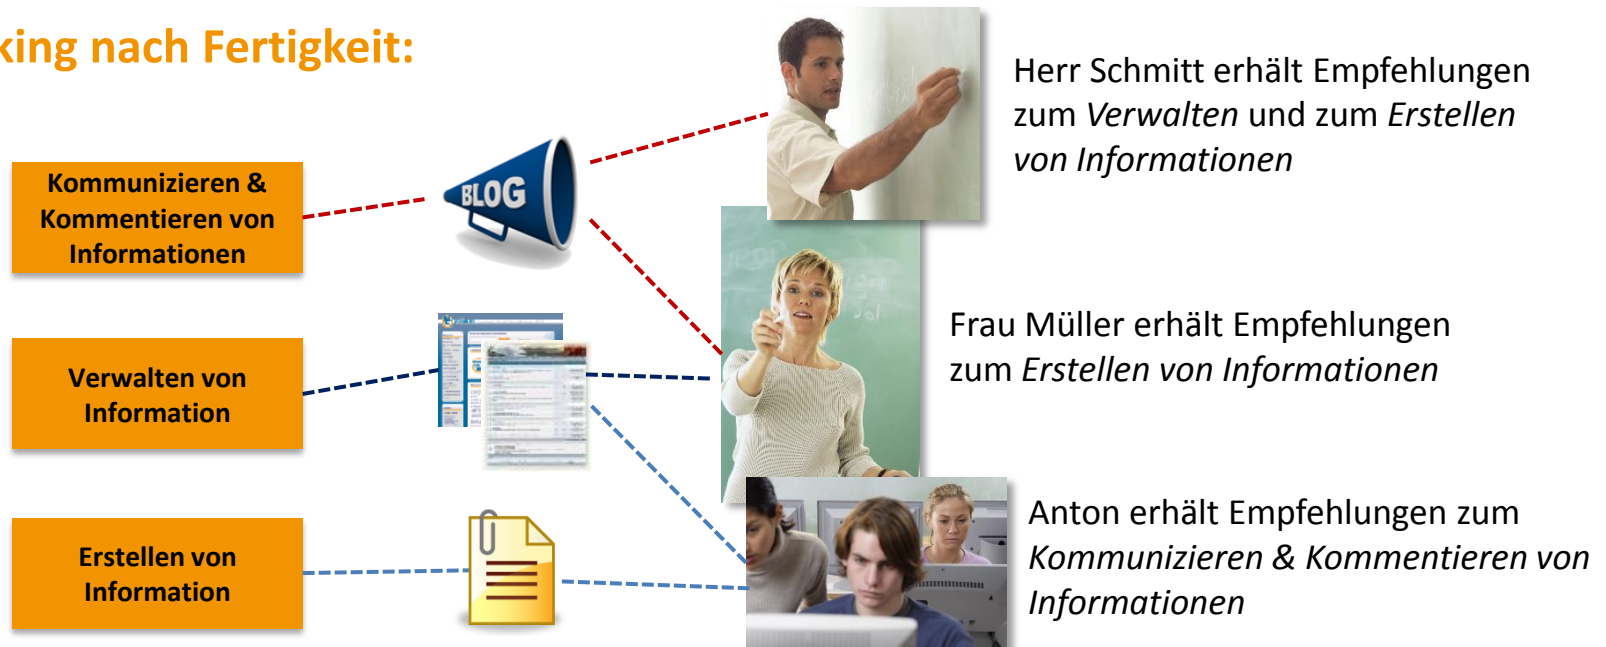 king nach Fertigkeit:
Herr Schmitt erhält Empfehlungen
zum Verwalten und zum Erstellen
von Informationen
Kommunizieren &
Kommentieren von
Informationen
BLOG
Frau Müller erhält Empfehlungen
zum Erstellen von Informationen
Verwalten von
Information
Anton erhält Empfehlungen zum
Kommunizieren & Kommentieren von
Informationen
Erstellen von
Information